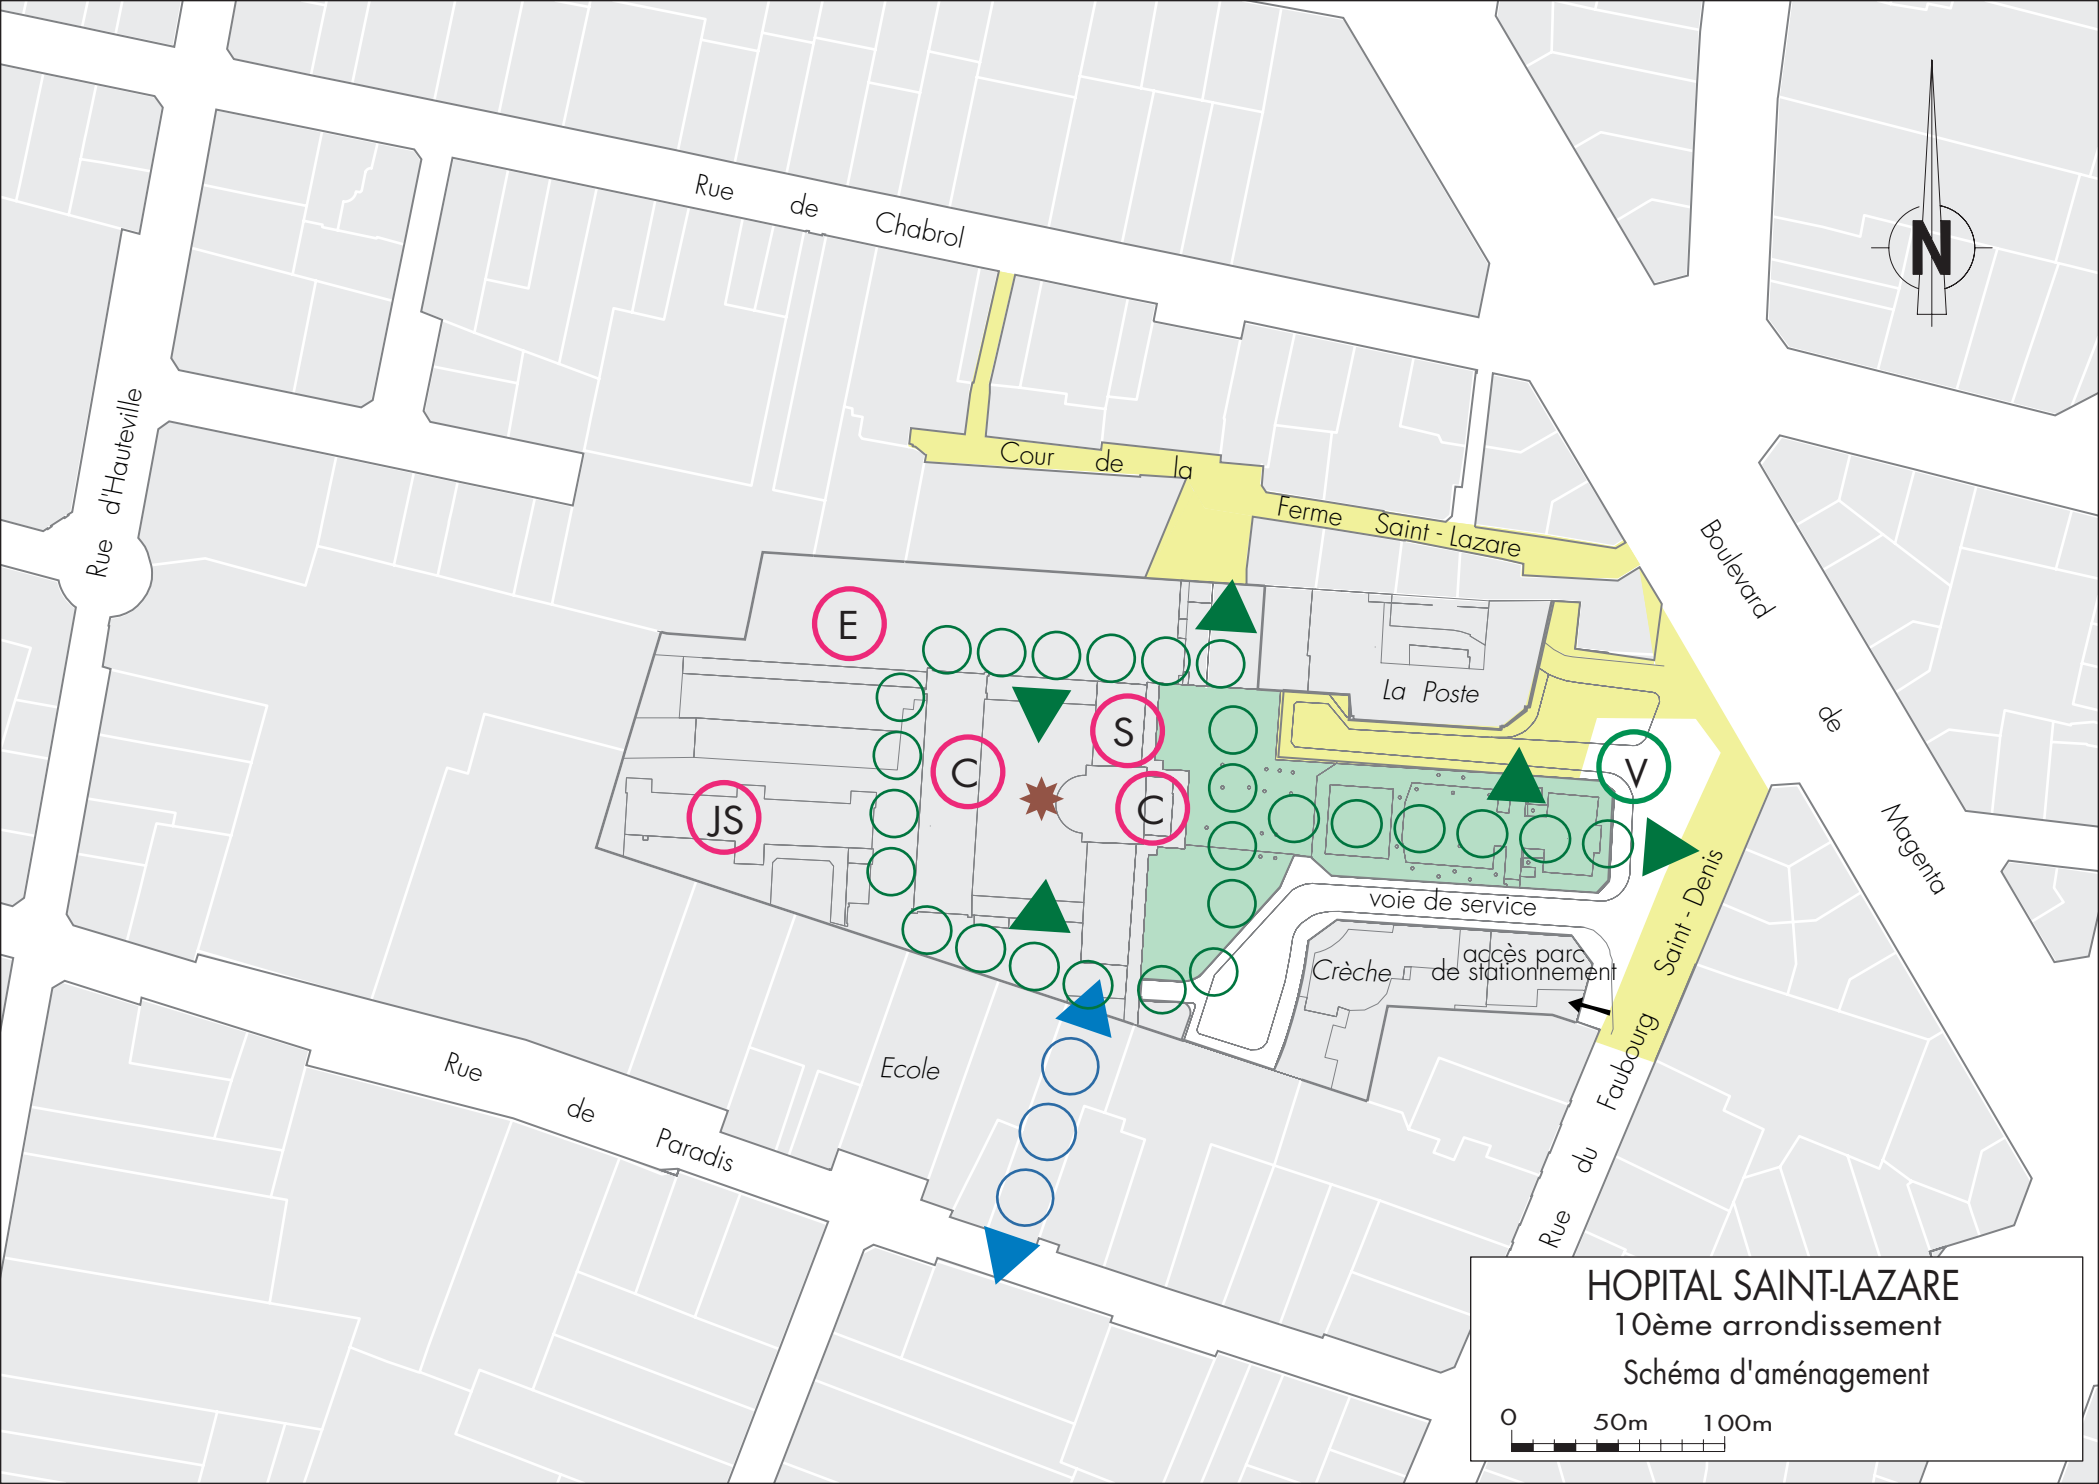 Rue de Chabrol
N
Rue d'Hauteville
Cour de la
Ferme Saint - Lazare
Boulevard de Magenta
E
La Poste
S
C
C
V
JS
voie de service
Crèche
accès parc
de stationnement
Rue du Faubourg Saint - Denis
Ecole
Rue de Paradis
HOPITAL SAINT-LAZARE
10ème arrondissement
Schéma d'aménagement
0 50m 100m